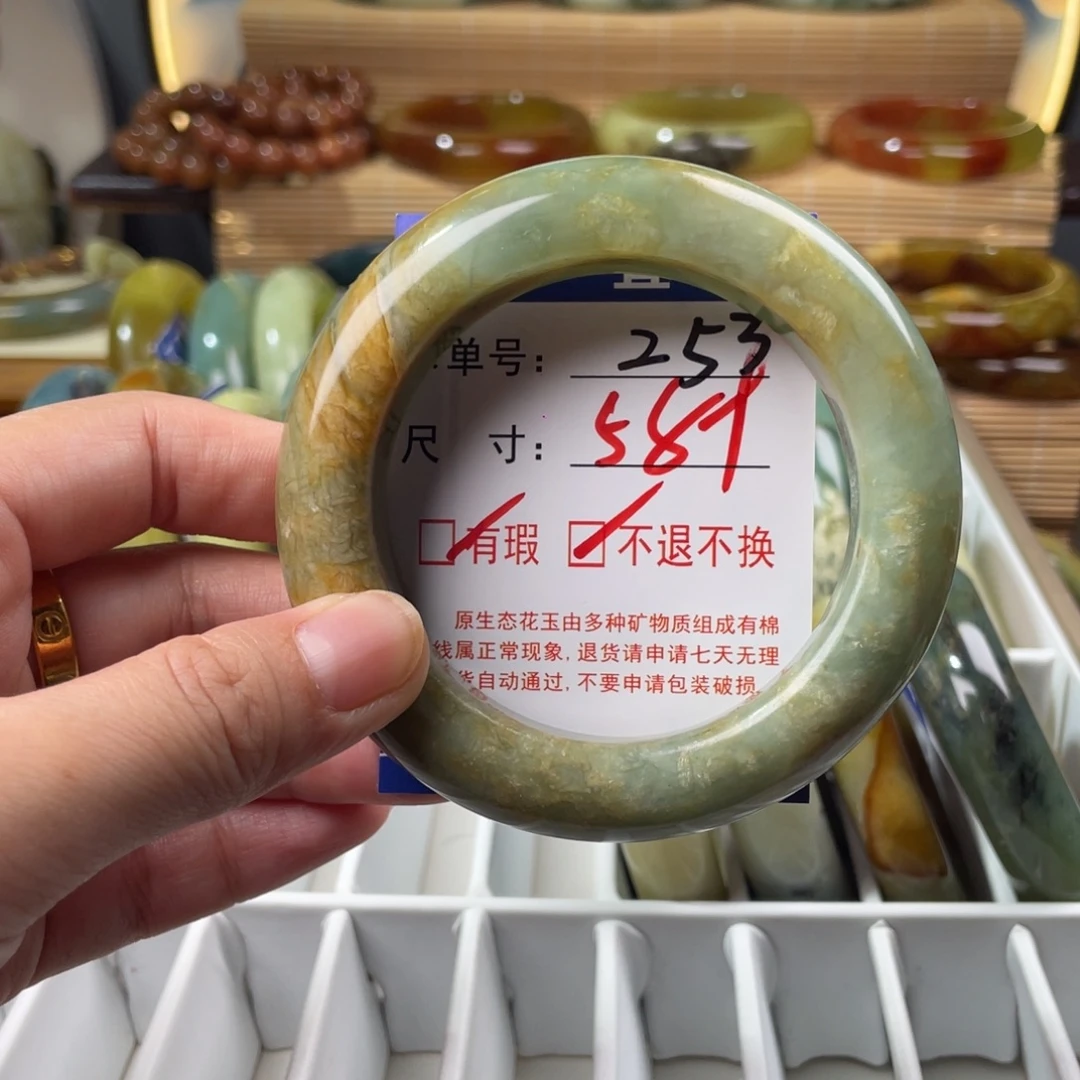 单号: 253
尺 寸: 581
有瑕 不退不换
原生态花玉由多种矿物质组成有棉
线属正常现象, 退货请申请七天无理
货自动通过, 不要申请包装破损